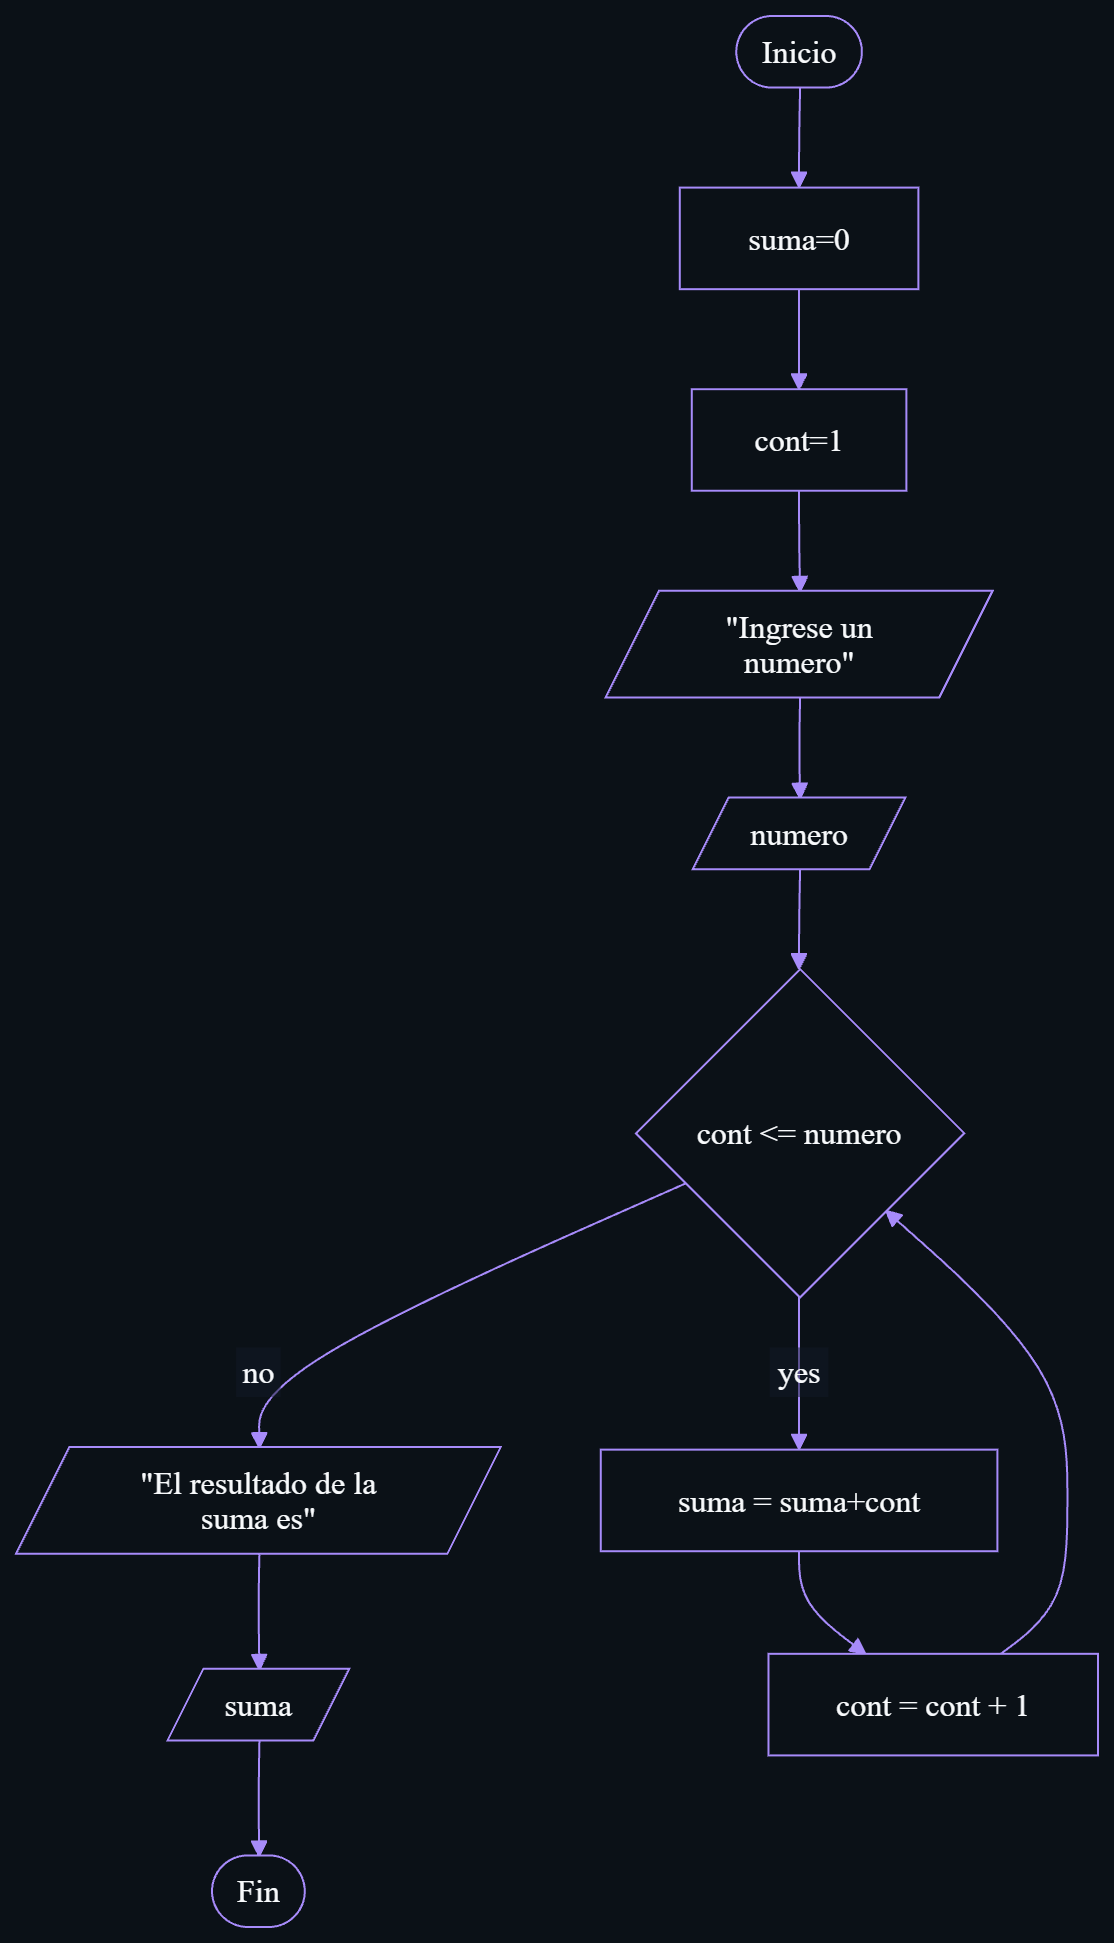 Inicio
suma=0
cont=1
"Ingrese un
numero"
numero
cont <= numero
no
yes
"El resultado de la
suma es"
suma = suma+cont
suma
cont = cont + 1
Fin